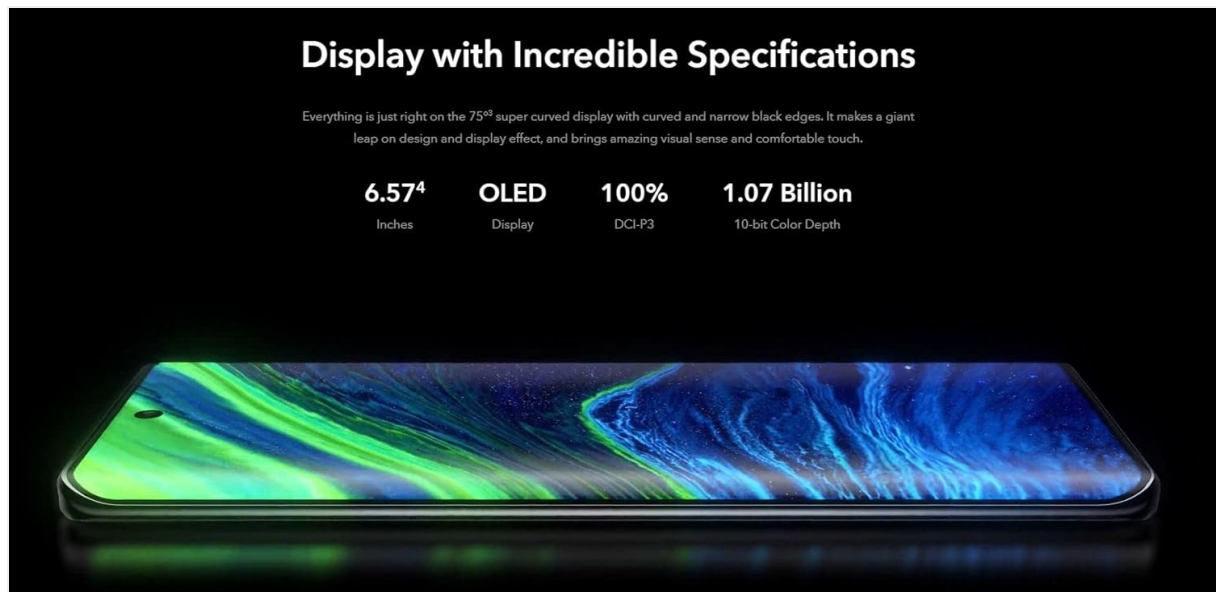 Display with Incredible Specifications
Everything is just right on the 75°³ super curved display with curved and narrow black edges. It makes a giant
leap on design and display effect, and brings amazing visual sense and comfortable touch.
6.57⁴ OLED 100% 1.07 Billion
Inches Display DCI-P3 10-bit Color Depth